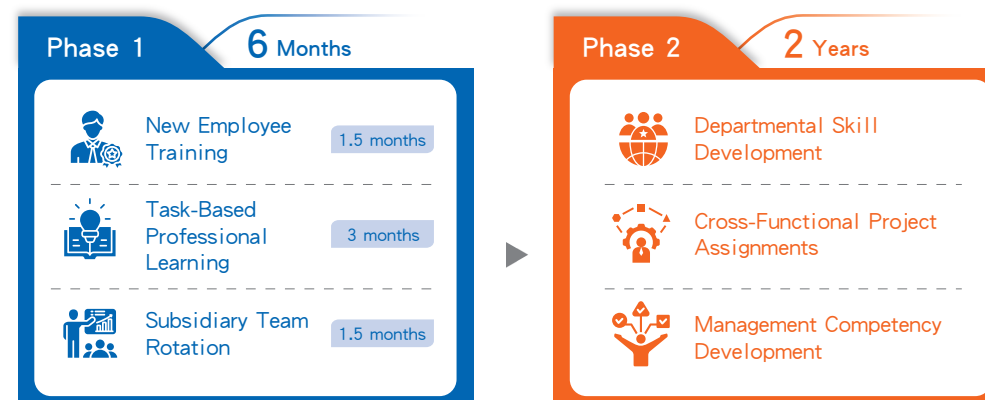 Phase 1
6 Months
New Employee
Training
1.5 months
Task-Based
Professional
Learning
3 months
Subsidiary Team
Rotation
1.5 months
Phase 2
2 Years
Departmental Skill
Development
Cross-Functional Project
Assignments
Management Competency
Development